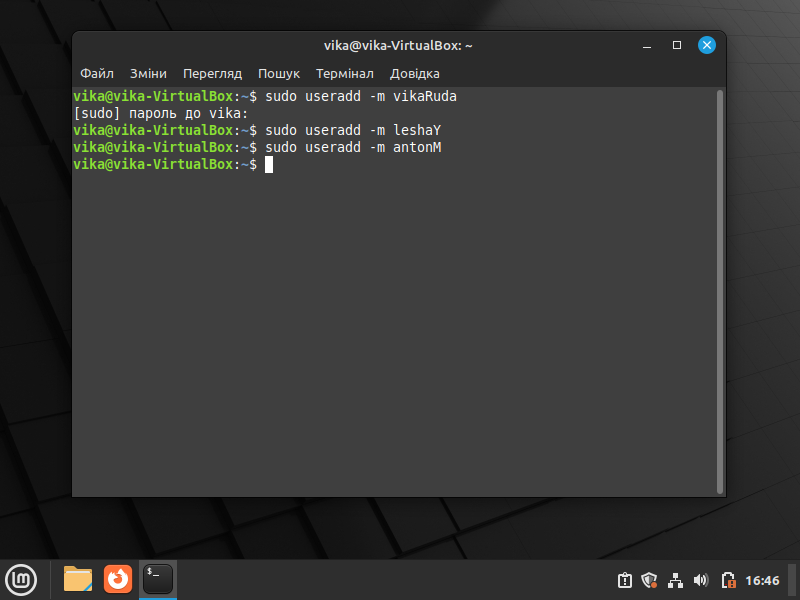 vika@vika-VirtualBox: ~
Файл Зміни Перегляд Пошук Термінал Довідка
vika@vika-VirtualBox:~$ sudo useradd -m vikaRuda
[sudo] пароль до vika:
vika@vika-VirtualBox:~$ sudo useradd -m leshaY
vika@vika-VirtualBox:~$ sudo useradd -m antonM
vika@vika-VirtualBox:~$
$_
16:46